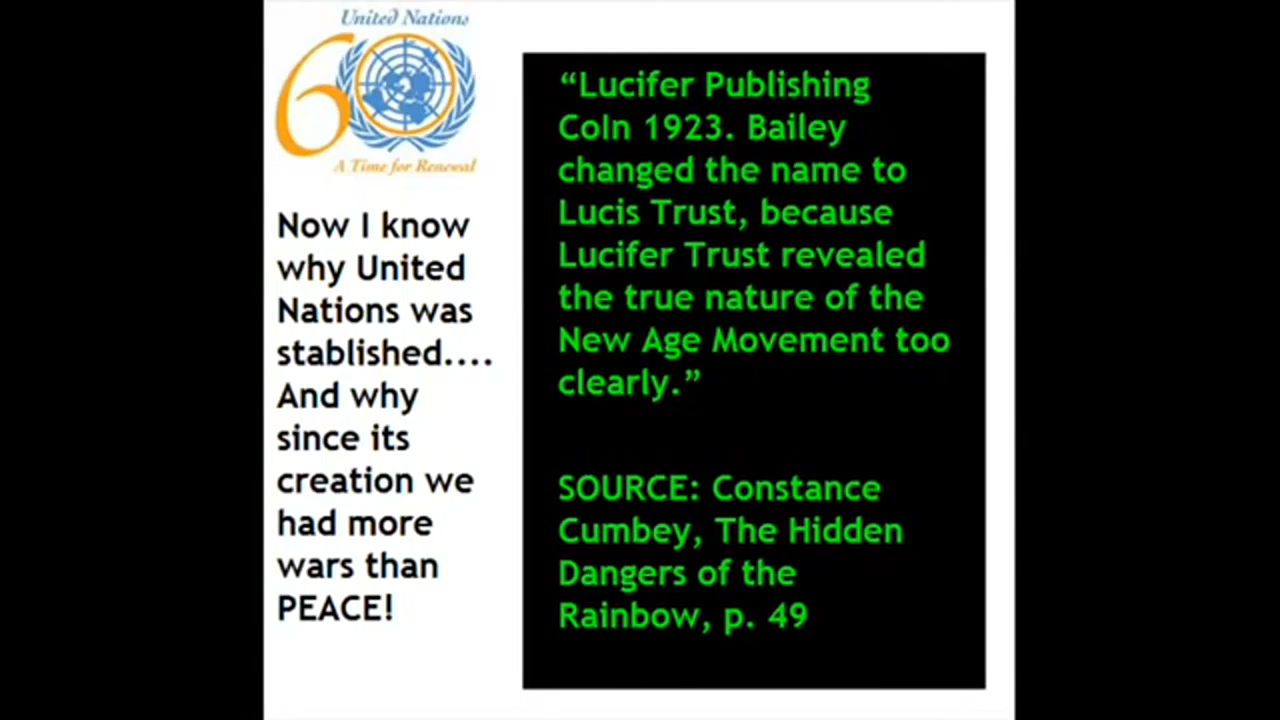 United Nations
60
A Time for Renewal
Now I know
why United
Nations was
stablished....
And why
since its
creation we
had more
wars than
PEACE!
“Lucifer Publishing
CoIn 1923. Bailey
changed the name to
Lucis Trust, because
Lucifer Trust revealed
the true nature of the
New Age Movement too
clearly.”
SOURCE: Constance
Cumbey, The Hidden
Dangers of the
Rainbow, p. 49